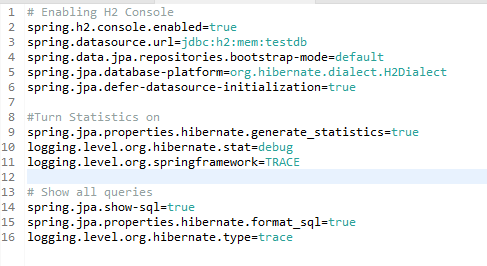 1 # Enabling H2 Console
2 spring.h2.console.enabled=true
3 spring.datasource.url=jdbc:h2:mem:testdb
4 spring.data.jpa.repositories.bootstrap-mode=default
5 spring.jpa.database-platform=org.hibernate.dialect.H2Dialect
6 spring.jpa.defer-datasource-initialization=true
7
8 #Turn Statistics on
9 spring.jpa.properties.hibernate.generate_statistics=true
10 logging.level.org.hibernate.stat=debug
11 logging.level.org.springframework=TRACE
12
13 # Show all queries
14 spring.jpa.show-sql=true
15 spring.jpa.properties.hibernate.format_sql=true
16 logging.level.org.hibernate.type=trace